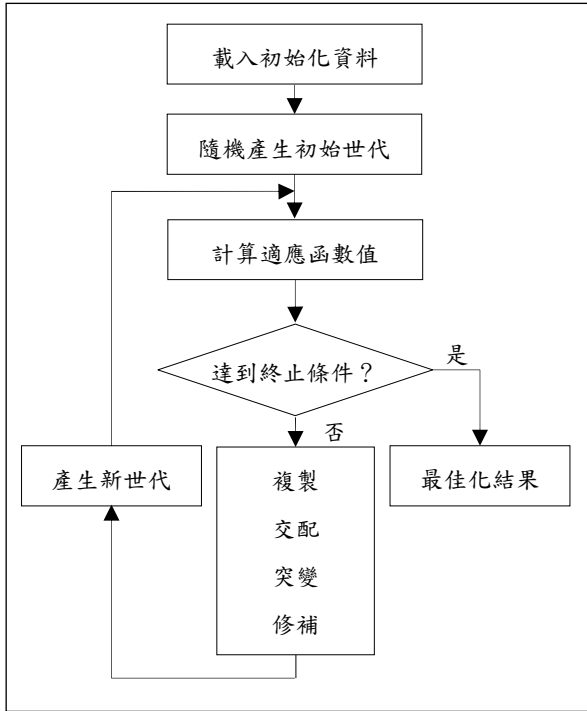 載入初始化資料
隨機產生初始世代
計算適應函數值
達到終止條件？
是
否
產生新世代
複製
交配
突變
修補
最佳化結果